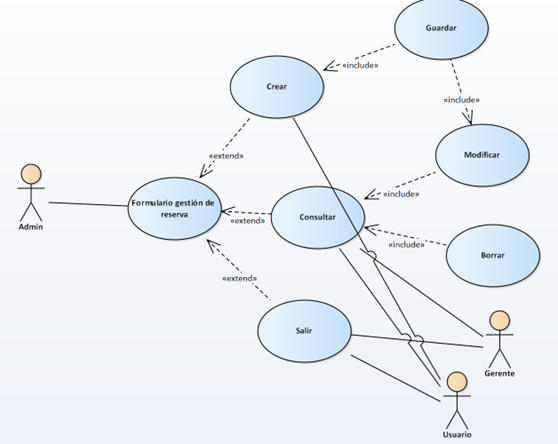 Guardar
«include»
Crear
«include»
Modificar
«extend»
Formulario gestión de
reserva
Admin
«include»
Consultar
«extend»
«include»
Borrar
«extend»
Salir
Gerente
Usuario